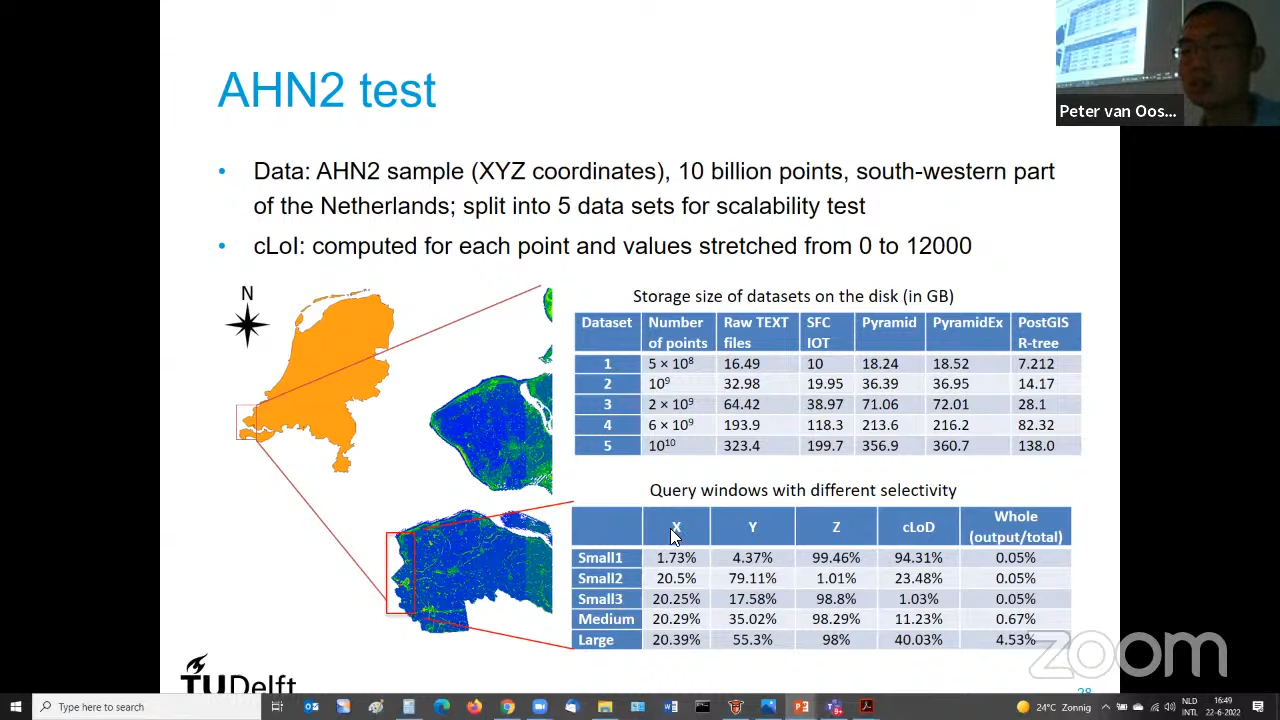 AHN2 test
Peter van Oos...
• Data: AHN2 sample (XYZ coordinates), 10 billion points, south-western part
of the Netherlands; split into 5 data sets for scalability test
• cLoI: computed for each point and values stretched from 0 to 12000
N
Storage size of datasets on the disk (in GB)
Dataset Number of points Raw TEXT files SFC IOT Pyramid PyramidEx PostGIS R-tree
1 5 × 10⁸ 16.49 10 18.24 18.52 7.212
2 10⁹ 32.98 19.95 36.39 36.95 14.17
3 2 × 10⁹ 64.42 38.97 71.06 72.01 28.1
4 6 × 10⁹ 193.9 118.3 213.6 216.2 82.32
5 10¹⁰ 323.4 199.7 356.9 360.7 138.0
Query windows with different selectivity
X Y Z cLoD Whole (output/total)
Small1 1.73% 4.37% 99.46% 94.31% 0.05%
Small2 20.5% 79.11% 1.01% 23.48% 0.05%
Small3 20.25% 17.58% 98.8% 1.03% 0.05%
Medium 20.29% 35.02% 98.29% 11.23% 0.67%
Large 20.39% 55.3% 98% 40.03% 4.53%
zoom
TUDelft
28
Type here to search
24°C Zonnig
NLD
INTL
16:49
22-6-2022